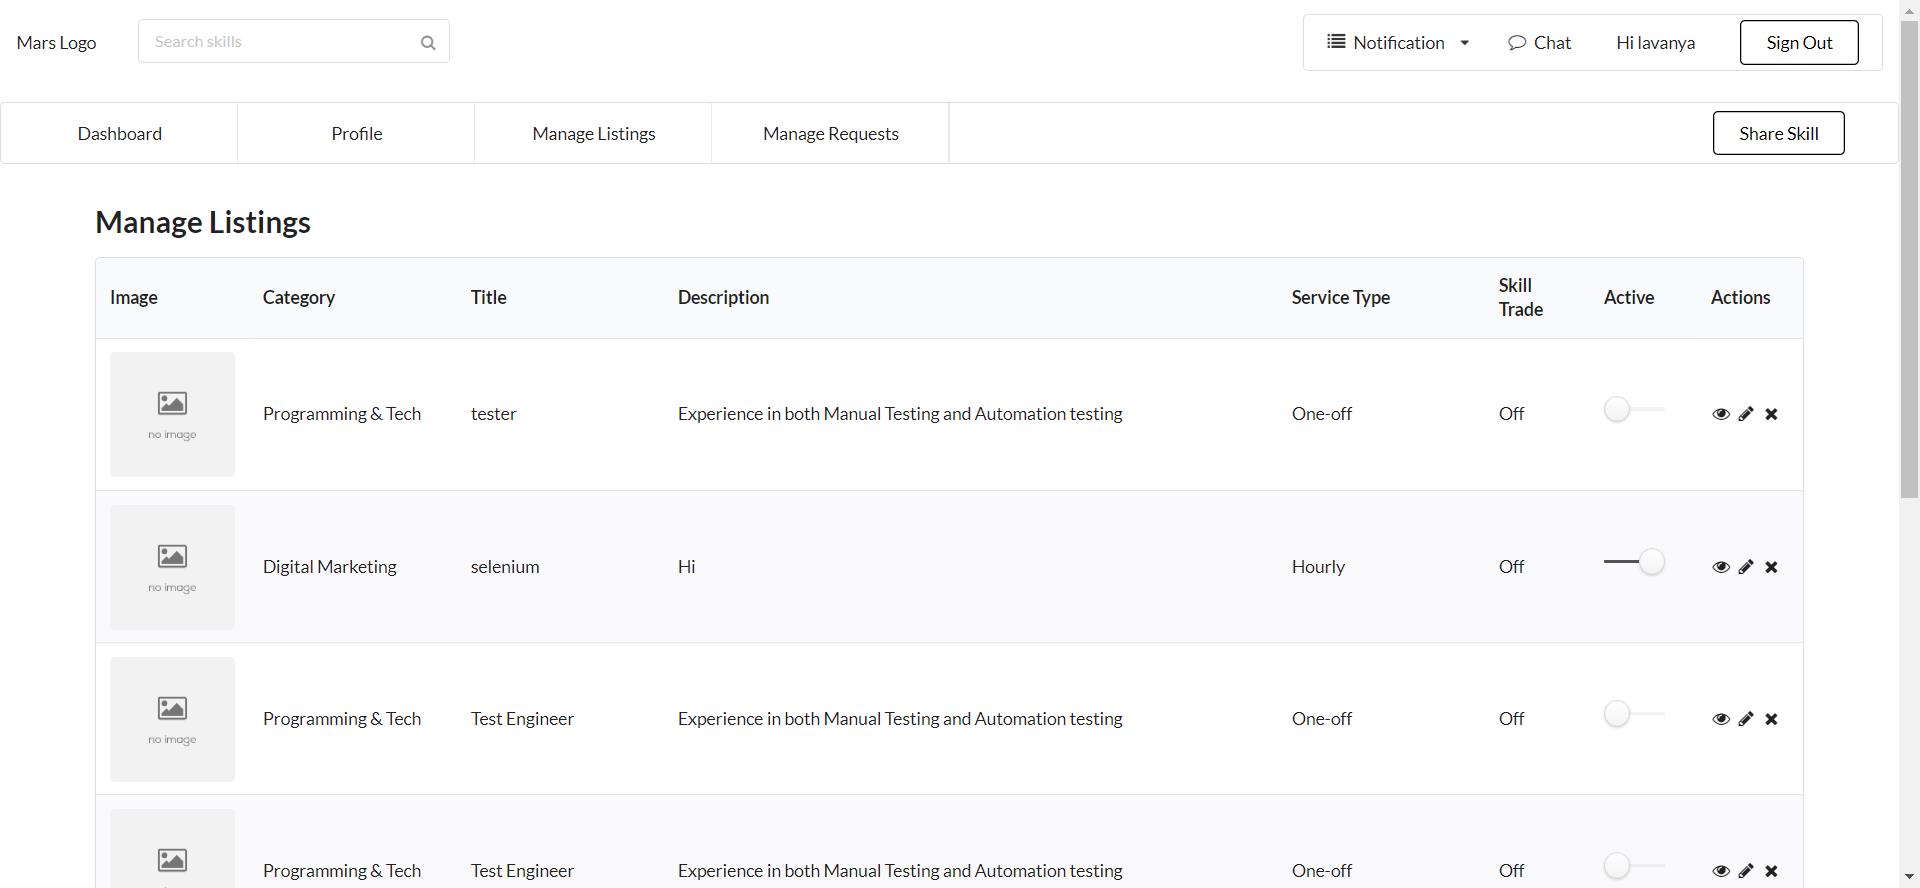 Mars Logo
Search skills
Notification
Chat
Hi lavanya
Sign Out
Dashboard
Profile
Manage Listings
Manage Requests
Share Skill
Manage Listings
Image
Category
Title
Description
Service Type
Skill
Trade
Active
Actions
no image
Programming & Tech
tester
Experience in both Manual Testing and Automation testing
One-off
Off
no image
Digital Marketing
selenium
Hi
Hourly
Off
no image
Programming & Tech
Test Engineer
Experience in both Manual Testing and Automation testing
One-off
Off
Programming & Tech
Test Engineer
Experience in both Manual Testing and Automation testing
One-off
Off